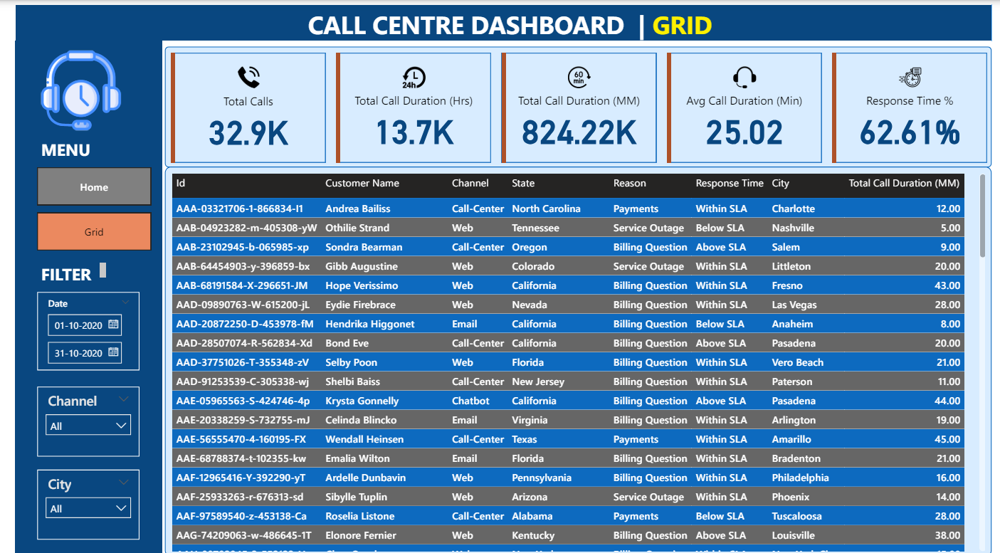 CALL CENTRE DASHBOARD | GRID
MENU
Home
Grid
FILTER
Date
01-10-2020
31-10-2020
Channel
All
City
All
Total Calls
32.9K
24h
Total Call Duration (Hrs)
13.7K
60
min
Total Call Duration (MM)
824.22K
Avg Call Duration (Min)
25.02
Response Time %
62.61%
Id Customer Name Channel State Reason Response Time City Total Call Duration (MM)
AAA-03321706-1-866834-I1 Andrea Bailiss Call-Center North Carolina Payments Within SLA Charlotte 12.00
AAB-04923282-m-405308-yW Othilie Strand Web Tennessee Service Outage Below SLA Nashville 5.00
AAB-23102945-b-065985-xp Sondra Bearman Call-Center Oregon Billing Question Above SLA Salem 9.00
AAB-64454903-y-396859-bx Gibb Augustine Web Colorado Service Outage Within SLA Littleton 20.00
AAB-68191584-X-296651-JM Hope Verissimo Web California Billing Question Within SLA Fresno 43.00
AAD-09890763-W-615200-jL Eydie Firebrace Web Nevada Billing Question Within SLA Las Vegas 28.00
AAD-20872250-D-453978-fM Hendrika Higgonet Email California Billing Question Below SLA Anaheim 8.00
AAD-28507074-R-562834-Xd Bond Eve Call-Center California Billing Question Above SLA Pasadena 20.00
AAD-37751026-T-355348-zV Selby Poon Web Florida Billing Question Within SLA Vero Beach 21.00
AAD-91253539-C-305338-wj Shelbi Baiss Call-Center New Jersey Billing Question Within SLA Paterson 11.00
AAE-05965563-S-424746-4p Krysta Gonnelly Chatbot California Billing Question Above SLA Pasadena 44.00
AAE-20338259-S-732755-mJ Celinda Blincko Email Virginia Billing Question Within SLA Arlington 19.00
AAE-56555470-4-160195-FX Wendall Heinsen Call-Center Texas Payments Within SLA Amarillo 45.00
AAE-68788374-t-102355-kw Emalia Wilton Email Florida Billing Question Within SLA Bradenton 21.00
AAF-12965416-Y-392290-yT Ardelle Dunbavin Web Pennsylvania Billing Question Within SLA Philadelphia 16.00
AAF-25933263-r-676313-sd Sibylle Tuplin Web Arizona Service Outage Within SLA Phoenix 14.00
AAF-97589540-z-453138-Ca Roselia Listone Call-Center Alabama Payments Below SLA Tuscaloosa 28.00
AAG-74209063-w-486645-1T Elonore Fernier Web Kentucky Billing Question Above SLA Louisville 38.00